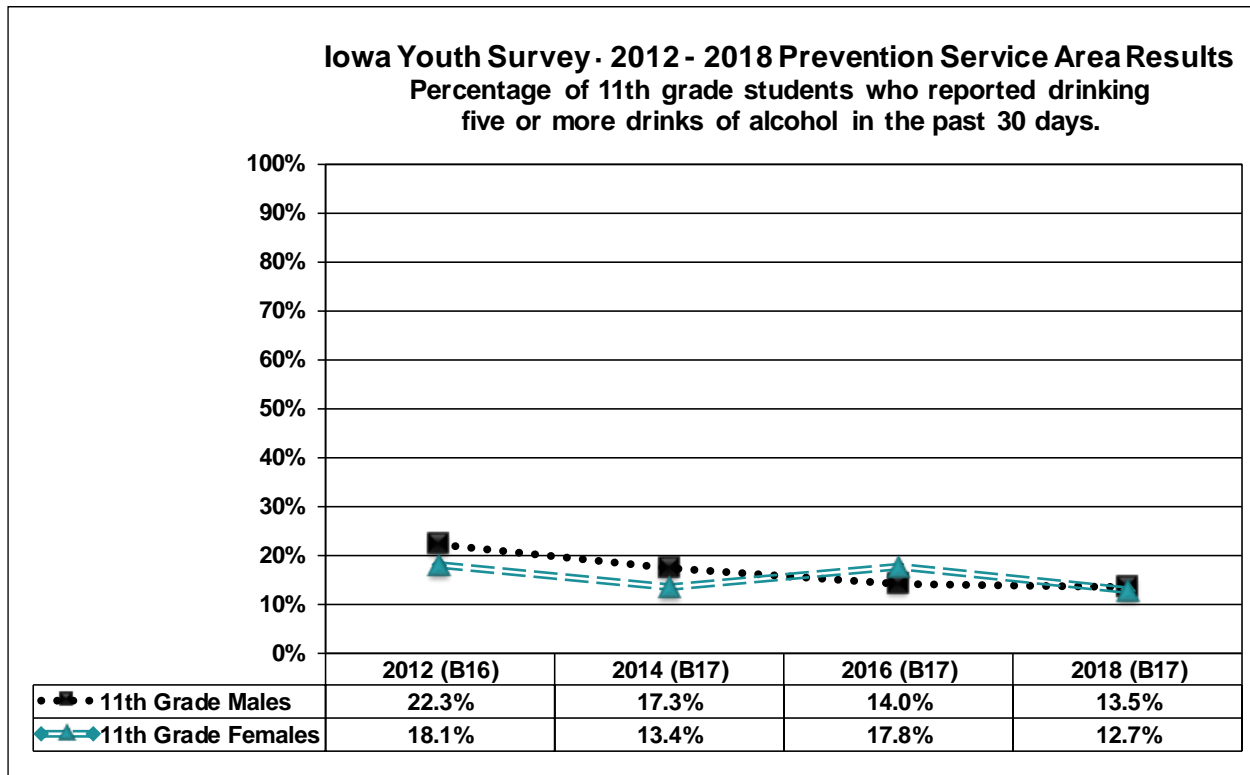 Iowa Youth Survey · 2012 - 2018 Prevention Service Area Results
Percentage of 11th grade students who reported drinking
five or more drinks of alcohol in the past 30 days.
100%
90%
80%
70%
60%
50%
40%
30%
20%
10%
0%
2012 (B16) 2014 (B17) 2016 (B17) 2018 (B17)
11th Grade Males 22.3% 17.3% 14.0% 13.5%
11th Grade Females 18.1% 13.4% 17.8% 12.7%